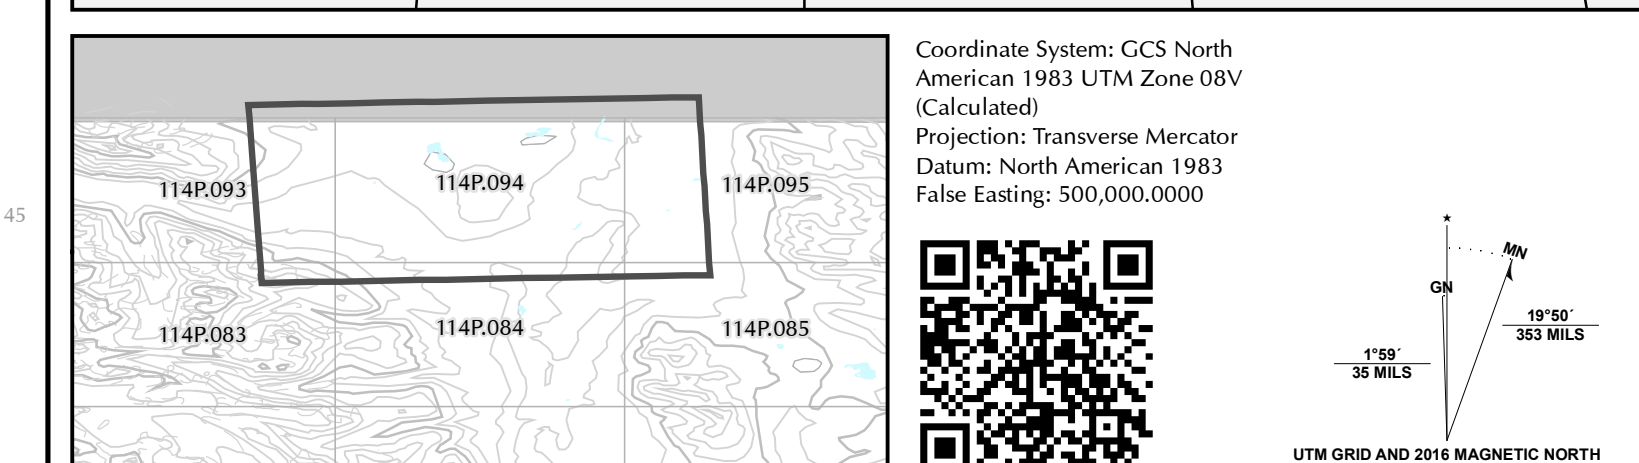 45
114P.093
114P.094
114P.095
114P.083
114P.084
114P.085
Coordinate System: GCS North
American 1983 UTM Zone 08V
(Calculated)
Projection: Transverse Mercator
Datum: North American 1983
False Easting: 500,000.0000
MN
GN
19°50´
353 MILS
1°59´
35 MILS
UTM GRID AND 2016 MAGNETIC NORTH